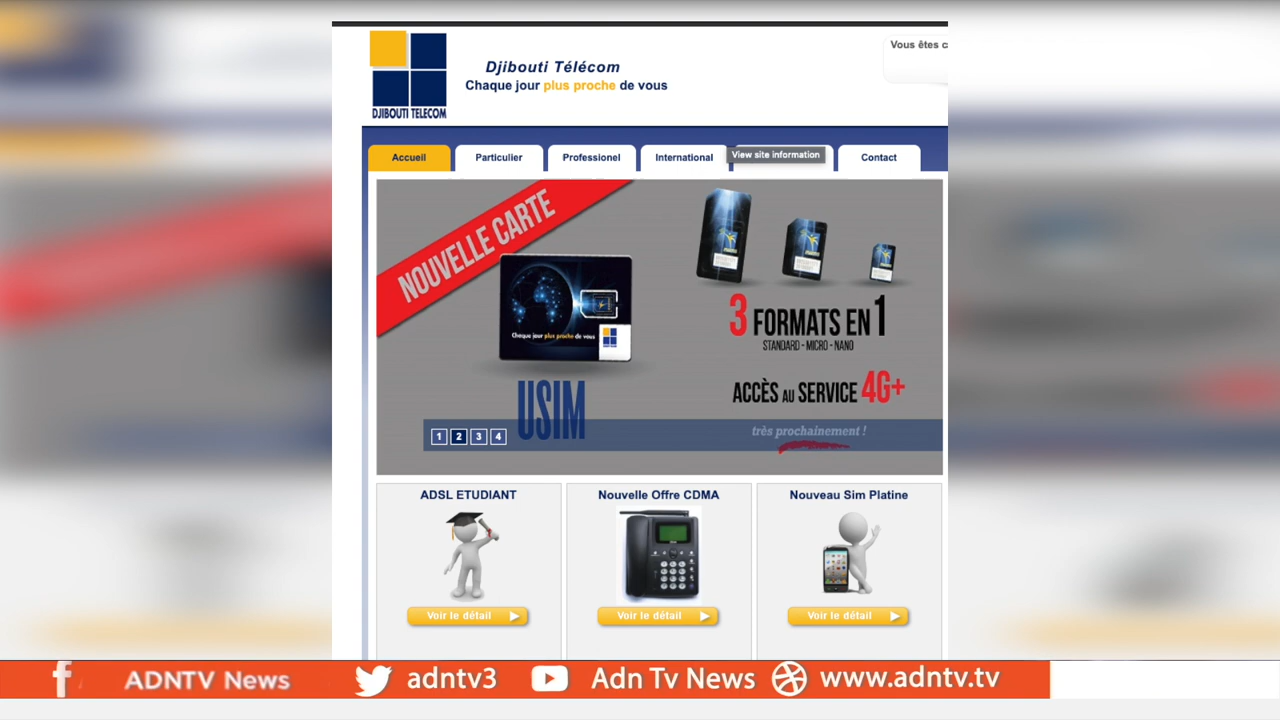 Djibouti Télécom
Chaque jour plus proche de vous
DJIBOUTI TELECOM
Vous êtes c
Accueil
Particulier
Professionel
International
View site information
Contact
NOUVELLE CARTE
Chaque jour plus proche de vous
USIM
3 FORMATS EN 1
STANDARD - MICRO - NANO
ACCÈS AU SERVICE 4G+
très prochainement !
1 2 3 4
ADSL ETUDIANT
Voir le détail
Nouvelle Offre CDMA
Voir le détail
Nouveau Sim Platine
Voir le détail
ADNTV News
adntv3
Adn Tv News
www.adntv.tv